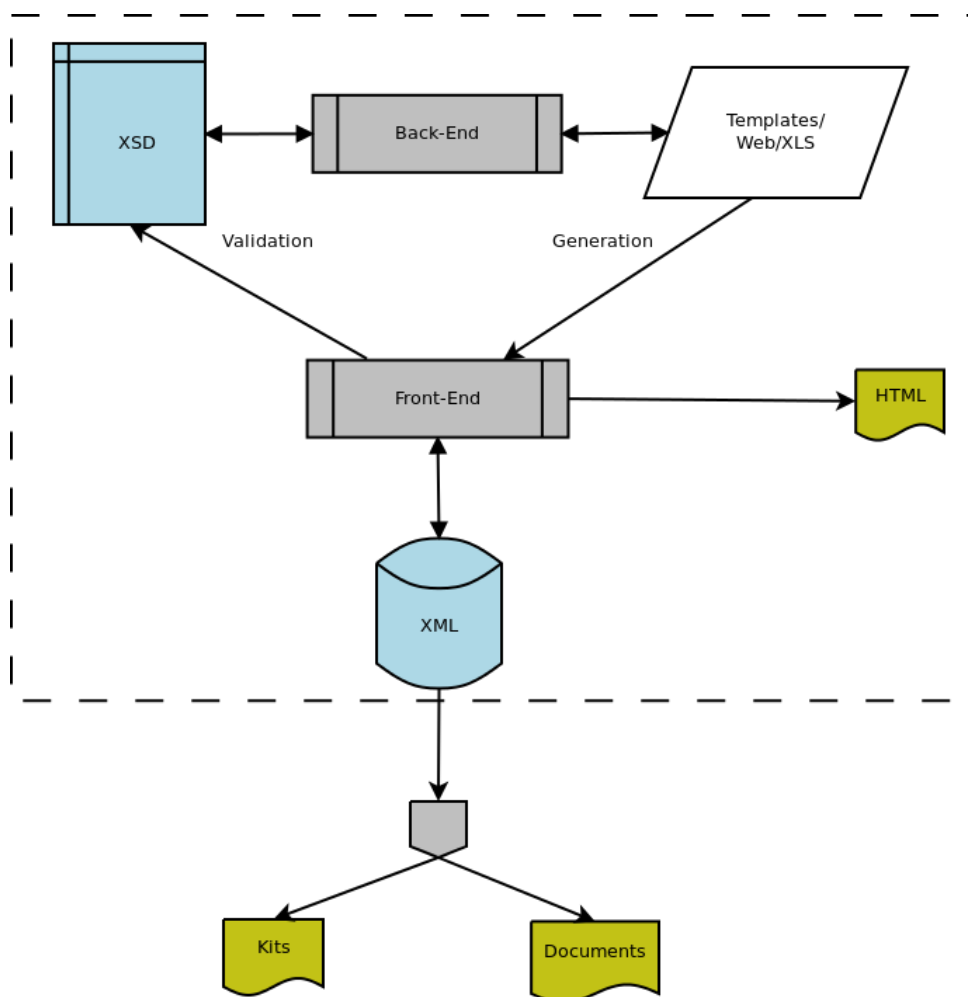 XSD
Back-End
Templates/
Web/XLS
Validation
Generation
Front-End
HTML
XML
Kits
Documents